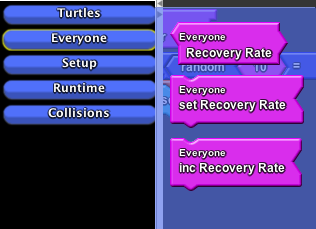 Turtles
Everyone
Setup
Runtime
Collisions
Everyone
Recovery Rate
random 10 =
Everyone
set Recovery Rate
Everyone
inc Recovery Rate